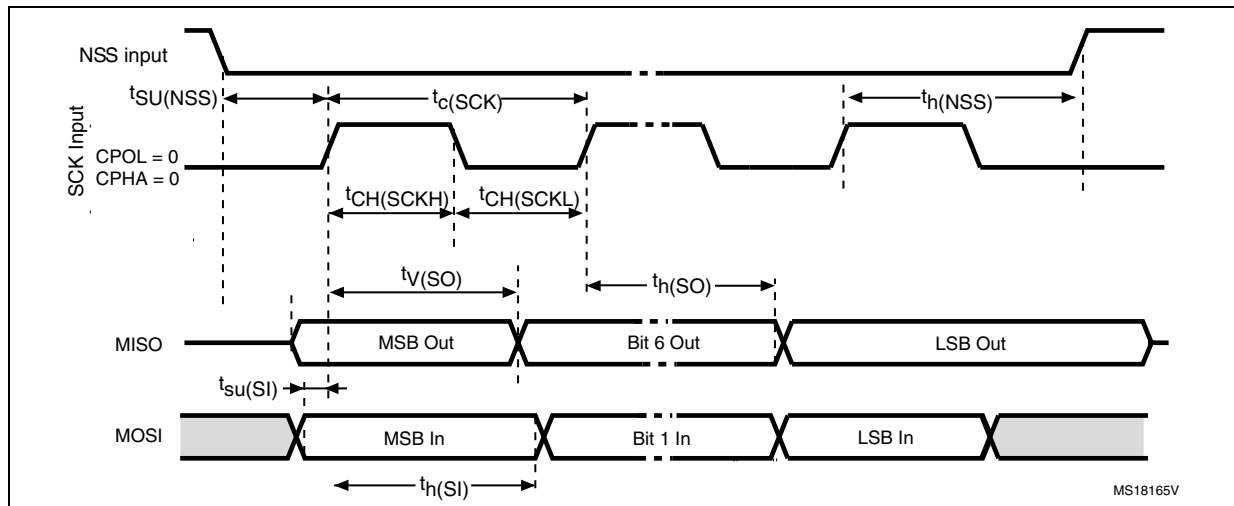 NSS input
tSU(NSS)
tc(SCK)
th(NSS)
SCK Input
CPOL = 0
CPHA = 0
tCH(SCKH)
tCH(SCKL)
tV(SO)
th(SO)
MISO
MSB Out
Bit 6 Out
LSB Out
tsu(SI)
MOSI
MSB In
Bit 1 In
LSB In
th(SI)
MS18165V